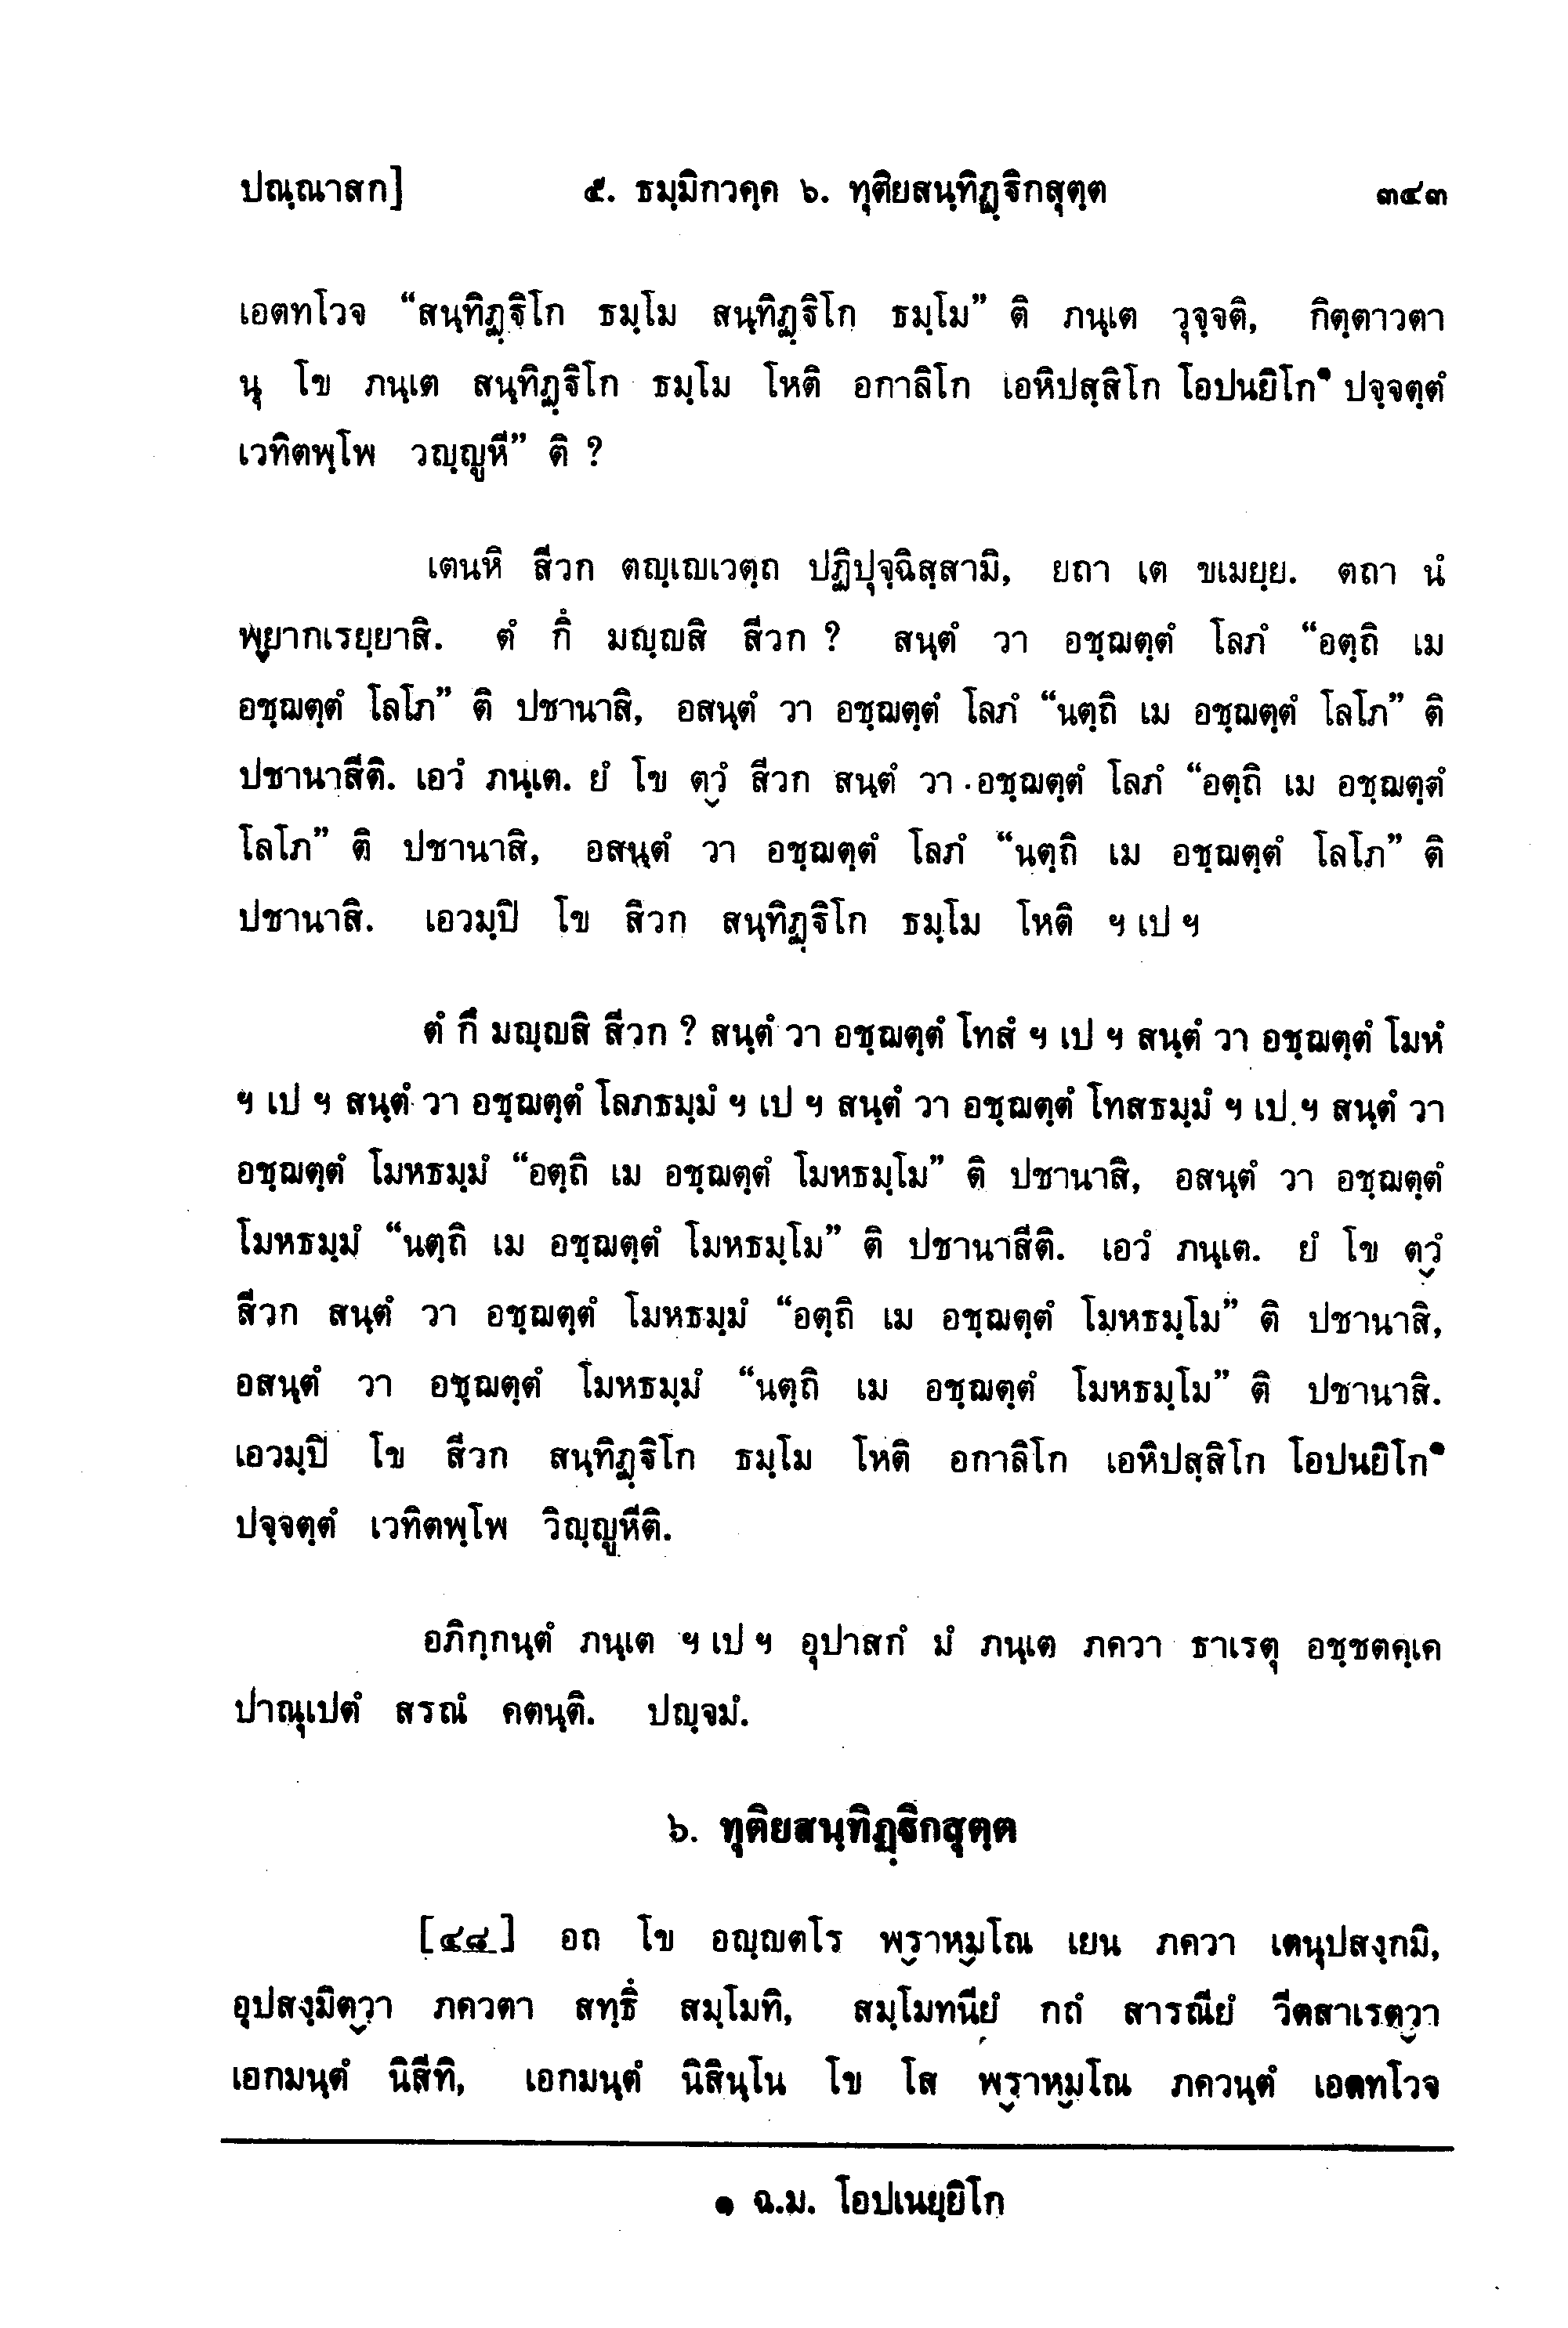 ปณฺณาสก] ๕. ธมฺมิกวคฺค ๖. ทุติยสนฺทิฏฺฐิกสุตฺต ๓๔๓
เอตทโวจ “สนฺทิฏฺฐิโก ธมฺโม สนฺทิฏฺฐิโก ธมฺโม” ติ ภนฺเต วุจฺจติ, กิตฺตาวตา
นุ โข ภนฺเต สนฺทิฏฺฐิโก ธมฺโม โหติ อกาลิโก เอหิปสฺสิโก โอปนยิโก๑ ปจฺจตฺตํ
เวทิตพฺโพ วญฺญูหี” ติ ?
เตนหิ สีวก ตญฺเญเวตฺถ ปฏิปุจฺฉิสฺสามิ, ยถา เต ขเมยฺย. ตถา นํ
พฺยากเรยฺยาสิ. ตํ กึ มญฺญสิ สีวก ? สนฺตํ วา อชฺฌตฺตํ โลภํ “อตฺถิ เม
อชฺฌตฺตํ โลโภ” ติ ปชานาสิ, อสนฺตํ วา อชฺฌตฺตํ โลภํ “นตฺถิ เม อชฺฌตฺตํ โลโภ” ติ
ปชานาสีติ. เอวํ ภนฺเต. ยํ โข ตฺวํ สีวก สนฺตํ วา อชฺฌตฺตํ โลภํ “อตฺถิ เม อชฺฌตฺตํ
โลโภ” ติ ปชานาสิ, อสนฺตํ วา อชฺฌตฺตํ โลภํ “นตฺถิ เม อชฺฌตฺตํ โลโภ” ติ
ปชานาสิ. เอวมฺปิ โข สิวก สนฺทิฏฺฐิโก ธมฺโม โหติ ฯ เป ฯ
ตํ กึ มญฺญสิ สีวก ? สนฺตํ วา อชฺฌตฺตํ โทสํ ฯ เป ฯ สนฺตํ วา อชฺฌตฺตํ โมหํ
ฯ เป ฯ สนฺตํ วา อชฺฌตฺตํ โลภธมฺมํ ฯ เป ฯ สนฺตํ วา อชฺฌตฺตํ โทสธมฺมํ ฯ เป ฯ สนฺตํ วา
อชฺฌตฺตํ โมหธมฺมํ “อตฺถิ เม อชฺฌตฺตํ โมหธมฺโม” ติ ปชานาสิ, อสนฺตํ วา อชฺฌตฺตํ
โมหธมฺมํ “นตฺถิ เม อชฺฌตฺตํ โมหธมฺโม” ติ ปชานาสีติ. เอวํ ภนฺเต. ยํ โข ตฺวํ
สีวก สนฺตํ วา อชฺฌตฺตํ โมหธมฺมํ “อตฺถิ เม อชฺฌตฺตํ โมหธมฺโม” ติ ปชานาสิ,
อสนฺตํ วา อชฺฌตฺตํ โมหธมฺมํ “นตฺถิ เม อชฺฌตฺตํ โมหธมฺโม” ติ ปชานาสิ.
เอวมฺปิ โข สีวก สนฺทิฏฺฐิโก ธมฺโม โหติ อกาลิโก เอหิปสฺสิโก โอปนยิโก๑
ปจฺจตฺตํ เวทิตพฺโพ วิญฺญูหีติ.
อภิกฺกนฺตํ ภนฺเต ฯ เป ฯ อุปาสกํ มํ ภนฺเต ภควา ธาเรตุ อชฺชตคฺเค
ปาณุเปตํ สรณํ คตนฺติ. ปญฺจมํ.
๖. ทุติยสนฺทิฏฺฐิกสุตฺต
[๔๘] อถ โข อญฺญตโร พฺราหฺมโณ เยน ภควา เตนุปสงฺกมิ,
อุปสงฺมิตฺวา ภควตา สทฺธึ สมฺโมทิ, สมฺโมทนียํ กถํ สารณียํ วีตสาเรตฺวา
เอกมนฺตํ นิสีทิ, เอกมนฺตํ นิสินฺโน โข โส พฺราหฺมโณ ภควนฺตํ เอตทโวจ
๑ ฉ.ม. โอปเนยฺยิโก